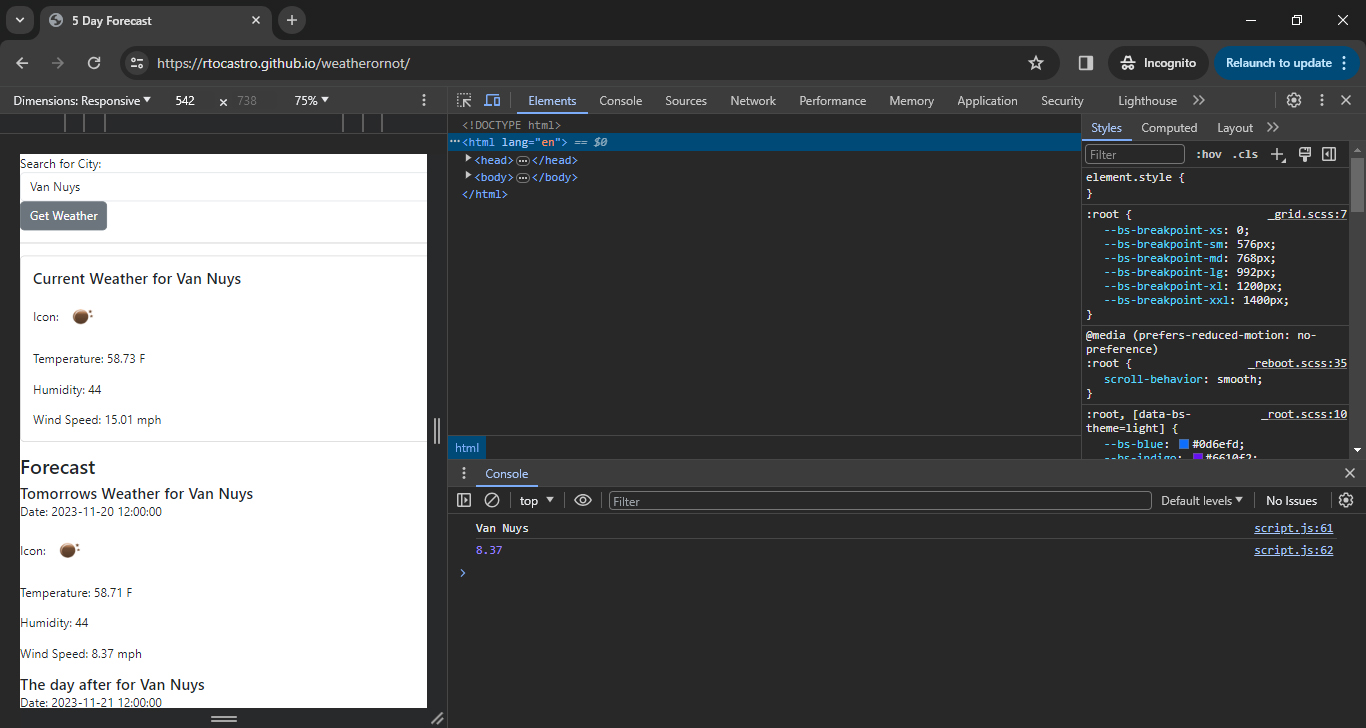 5 Day Forecast
https://rtocastro.github.io/weatherornot/
Incognito
Relaunch to update
Dimensions: Responsive
542
×
738
75%
Elements
Console
Sources
Network
Performance
Memory
Application
Security
Lighthouse
Search for City:
Van Nuys
Get Weather
Current Weather for Van Nuys
Icon:
Temperature: 58.73 F
Humidity: 44
Wind Speed: 15.01 mph
Forecast
Tomorrows Weather for Van Nuys
Date: 2023-11-20 12:00:00
Icon:
Temperature: 58.71 F
Humidity: 44
Wind Speed: 8.37 mph
The day after for Van Nuys
Date: 2023-11-21 12:00:00
<!DOCTYPE html>
<html lang="en"> == $0
<head> ··· </head>
<body> ··· </body>
</html>
html
Styles
Computed
Layout
Filter
:hov .cls
element.style {
}
:root { _grid.scss:7
--bs-breakpoint-xs: 0;
--bs-breakpoint-sm: 576px;
--bs-breakpoint-md: 768px;
--bs-breakpoint-lg: 992px;
--bs-breakpoint-xl: 1200px;
--bs-breakpoint-xxl: 1400px;
}
@media (prefers-reduced-motion: no-
preference)
:root { _reboot.scss:35
scroll-behavior: smooth;
}
:root, [data-bs- _root.scss:10
theme=light] {
--bs-blue: #0d6efd;
--bs-indigo: #6610f2;
Console
top
Filter
Default levels
No Issues
Van Nuys script.js:61
8.37 script.js:62